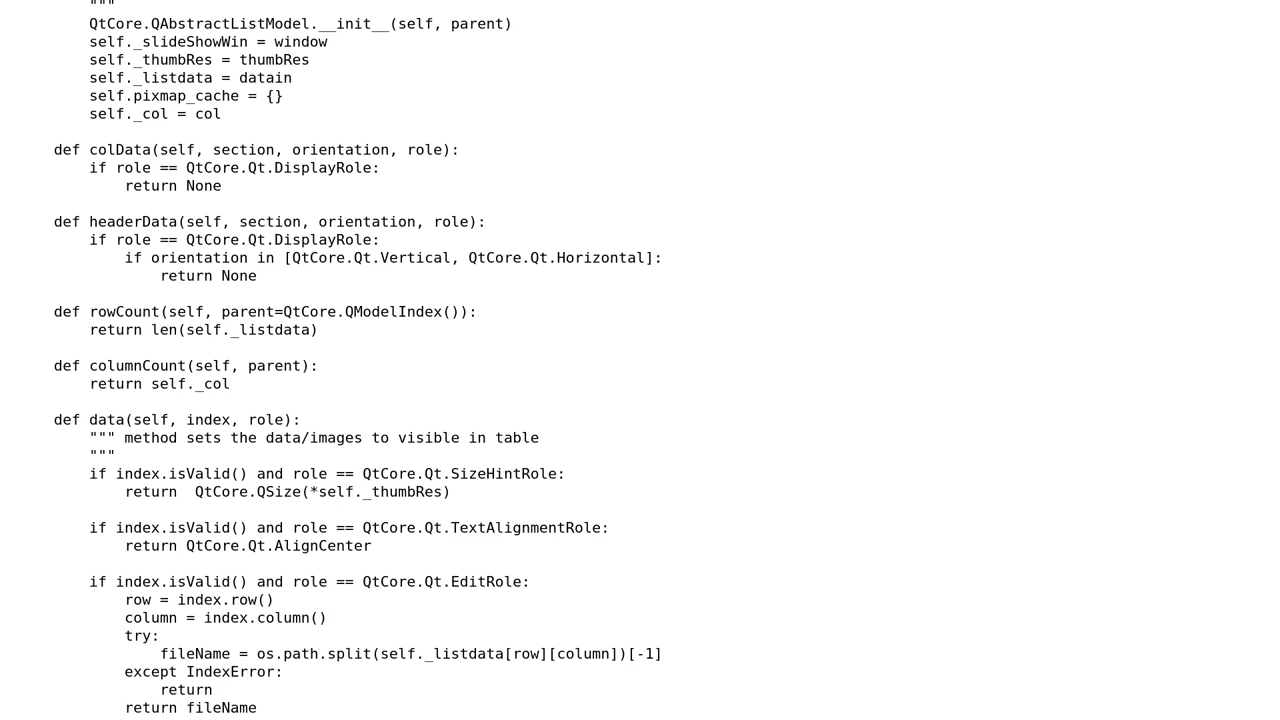 """
        QtCore.QAbstractListModel.__init__(self, parent)
        self._slideShowWin = window
        self._thumbRes = thumbRes
        self._listdata = datain
        self.pixmap_cache = {}
        self._col = col

    def colData(self, section, orientation, role):
        if role == QtCore.Qt.DisplayRole:
            return None

    def headerData(self, section, orientation, role):
        if role == QtCore.Qt.DisplayRole:
            if orientation in [QtCore.Qt.Vertical, QtCore.Qt.Horizontal]:
                return None

    def rowCount(self, parent=QtCore.QModelIndex()):
        return len(self._listdata)

    def columnCount(self, parent):
        return self._col

    def data(self, index, role):
        """ method sets the data/images to visible in table
        """
        if index.isValid() and role == QtCore.Qt.SizeHintRole:
            return  QtCore.QSize(*self._thumbRes)

        if index.isValid() and role == QtCore.Qt.TextAlignmentRole:
            return QtCore.Qt.AlignCenter

        if index.isValid() and role == QtCore.Qt.EditRole:
            row = index.row()
            column = index.column()
            try:
                fileName = os.path.split(self._listdata[row][column])[-1]
            except IndexError:
                return
            return fileName